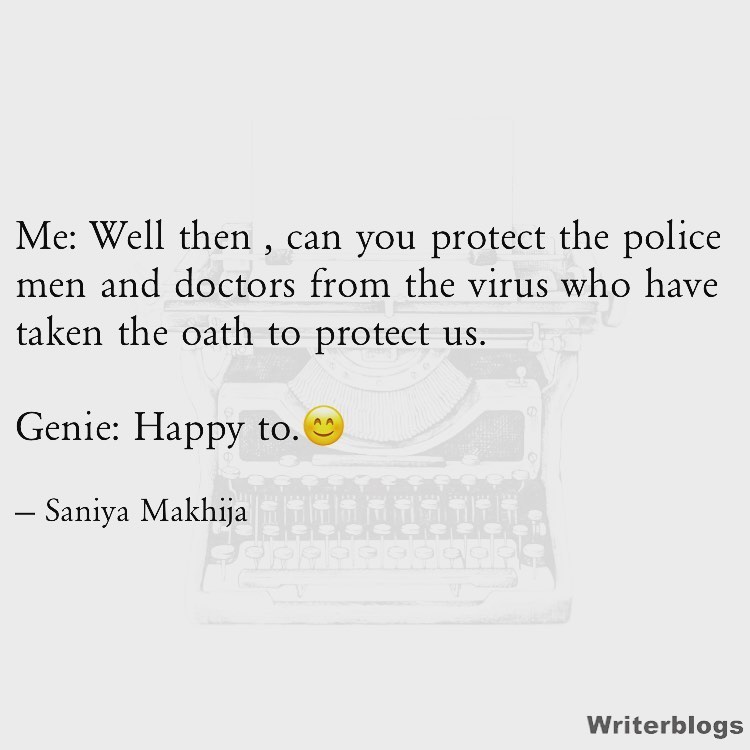 Me: Well then , can you protect the police
men and doctors from the virus who have
taken the oath to protect us.
Genie: Happy to.😊
– Saniya Makhija
Writerblogs